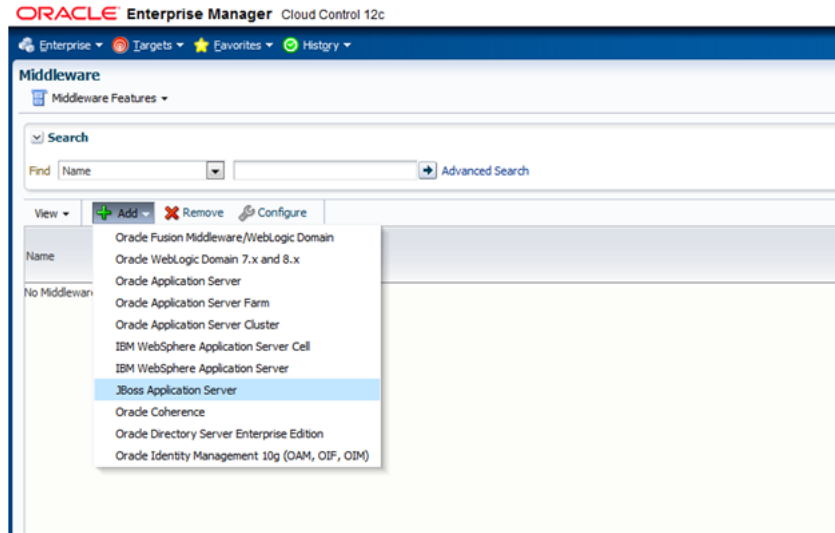 ORACLE Enterprise Manager Cloud Control 12c
Enterprise Targets Favorites History
Middleware
Middleware Features
Search
Find Name Advanced Search
View Add Remove Configure
Oracle Fusion Middleware/WebLogic Domain
Name
Oracle WebLogic Domain 7.x and 8.x
Oracle Application Server
No Middlewar
Oracle Application Server Farm
Oracle Application Server Cluster
IBM WebSphere Application Server Cell
IBM WebSphere Application Server
JBoss Application Server
Oracle Coherence
Oracle Directory Server Enterprise Edition
Oracle Identity Management 10g (OAM, OIF, OIM)